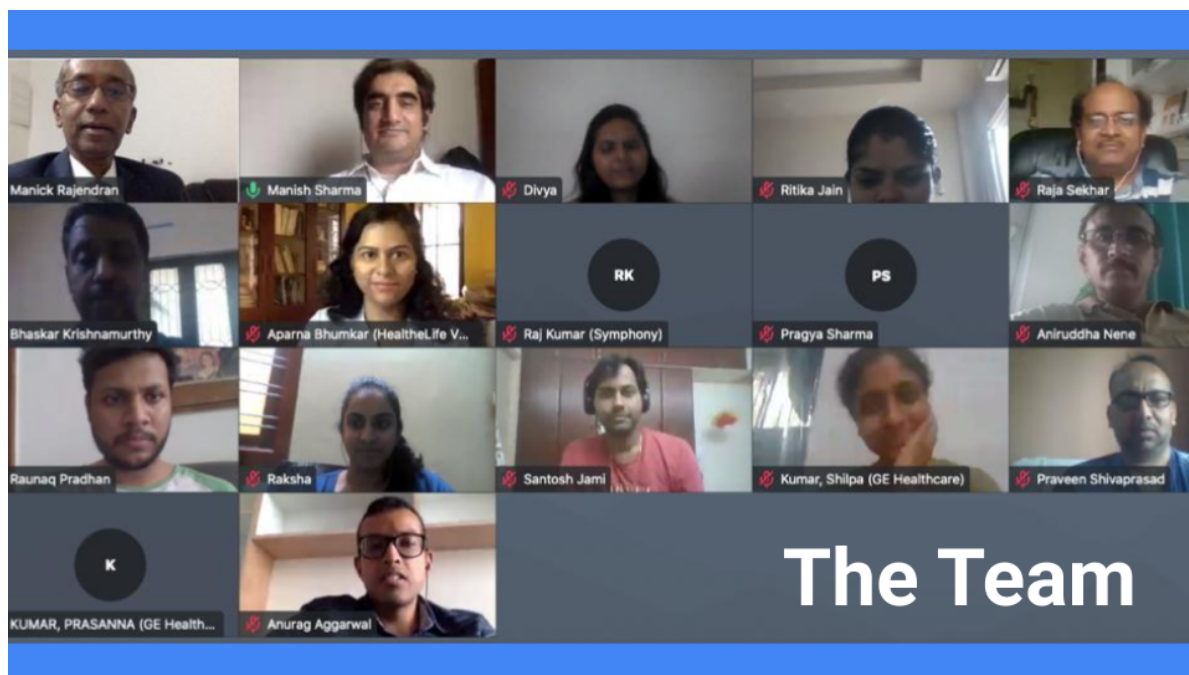 Manick Rajendran
Manish Sharma
Divya
Ritika Jain
Raja Sekhar
Bhaskar Krishnamurthy
Aparna Bhumkar (HealtheLife V...
RK
Raj Kumar (Symphony)
PS
Pragya Sharma
Aniruddha Nene
Raunaq Pradhan
Raksha
Santosh Jami
Kumar, Shilpa (GE Healthcare)
Praveen Shivaprasad
K
KUMAR, PRASANNA (GE Health...
Anurag Aggarwal
The Team